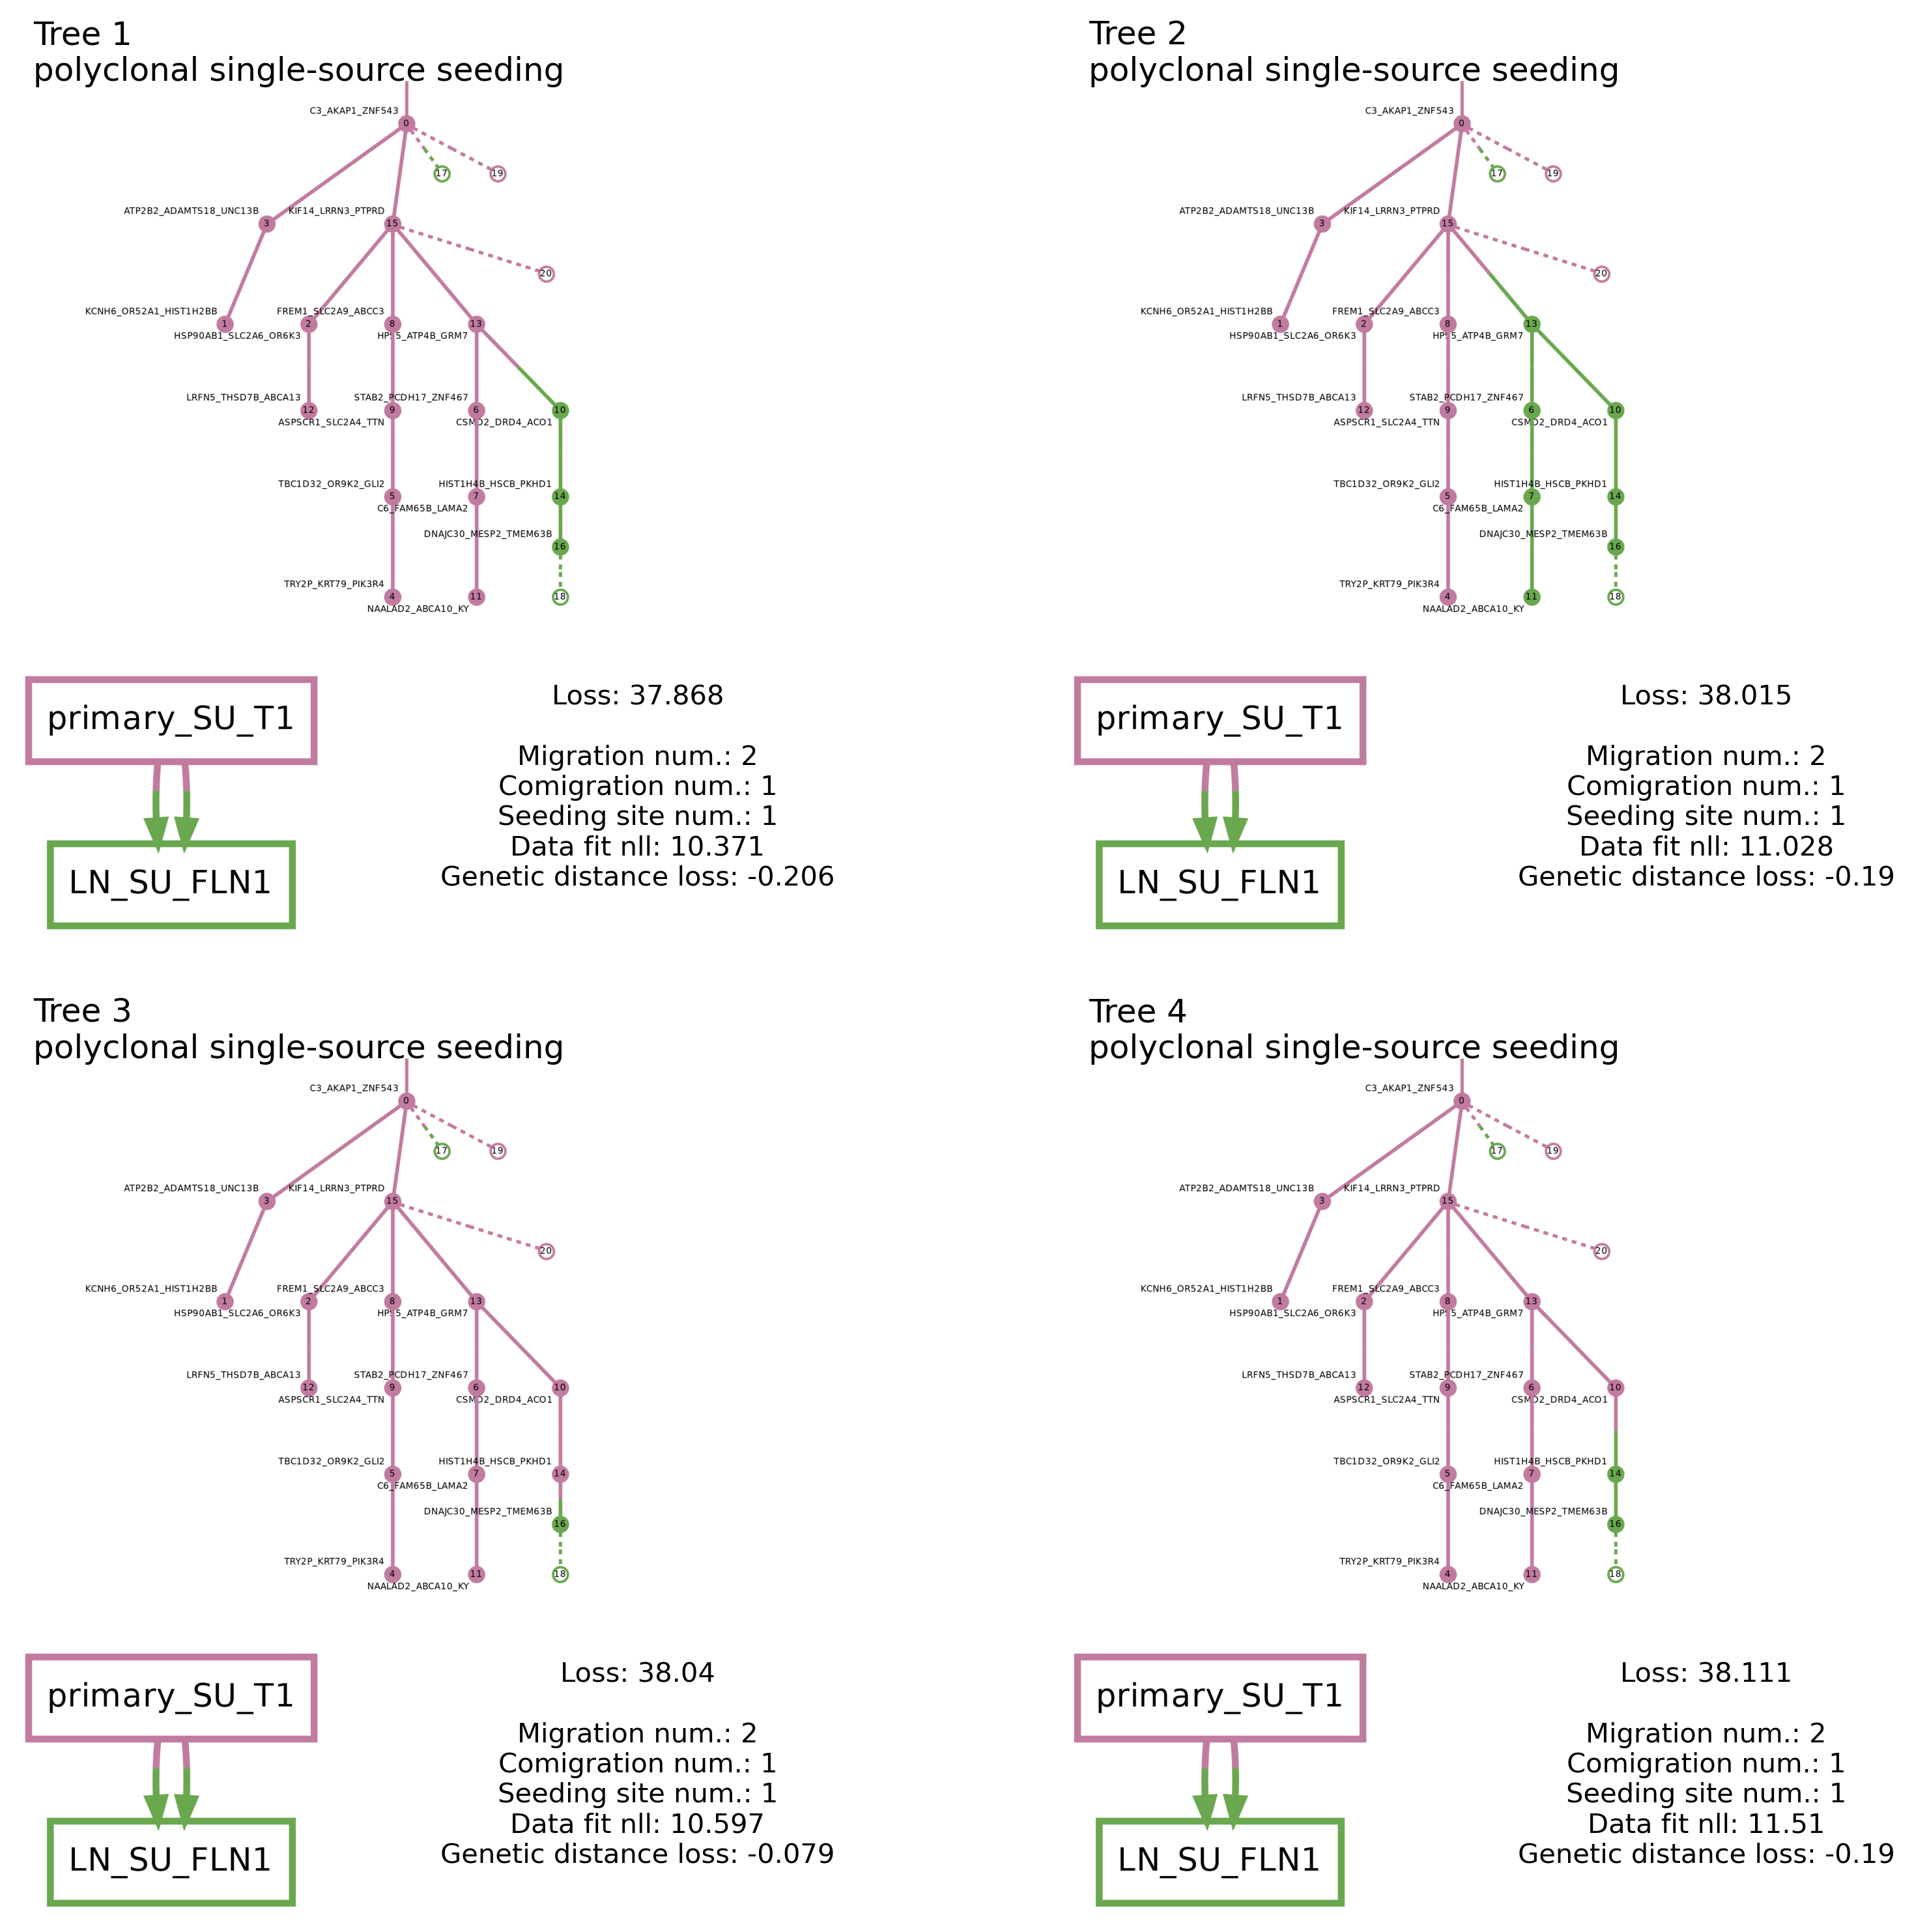 Tree 1
polyclonal single-source seeding
C3_AKAP1_ZNF543
0
17
19
ATP2B2_ADAMTS18_UNC13B
3
KIF14_LRRN3_PTPRD
15
20
KCNH6_OR52A1_HIST1H2BB
1
FREM1_SLC2A9_ABCC3
2
8
13
HSP90AB1_SLC2A6_OR6K3
_ATP4B_GRM7
LRFN5_THSD7B_ABCA13
12
STAB2_PCDH17_ZNF467
9
6
10
ASPSCR1_SLC2A4_TTN
CSMD2_DRD4_ACO1
TBC1D32_OR9K2_GLI2
5
HIST1H4B_HSCB_PKHD1
7
14
C6_FAM65B_LAMA2
DNAJC30_MESP2_TMEM63B
16
TRY2P_KRT79_PIK3R4
4
11
18
NAALAD2_ABCA10_KY
primary_SU_T1
LN_SU_FLN1
Loss: 37.868
Migration num.: 2
Comigration num.: 1
Seeding site num.: 1
Data fit nll: 10.371
Genetic distance loss: -0.206
Tree 2
polyclonal single-source seeding
C3_AKAP1_ZNF543
0
17
19
ATP2B2_ADAMTS18_UNC13B
3
KIF14_LRRN3_PTPRD
15
20
KCNH6_OR52A1_HIST1H2BB
1
FREM1_SLC2A9_ABCC3
2
8
13
HSP90AB1_SLC2A6_OR6K3
_ATP4B_GRM7
LRFN5_THSD7B_ABCA13
12
STAB2_PCDH17_ZNF467
9
6
10
ASPSCR1_SLC2A4_TTN
CSMD2_DRD4_ACO1
TBC1D32_OR9K2_GLI2
5
HIST1H4B_HSCB_PKHD1
7
14
C6_FAM65B_LAMA2
DNAJC30_MESP2_TMEM63B
16
TRY2P_KRT79_PIK3R4
4
11
18
NAALAD2_ABCA10_KY
primary_SU_T1
LN_SU_FLN1
Loss: 38.015
Migration num.: 2
Comigration num.: 1
Seeding site num.: 1
Data fit nll: 11.028
Genetic distance loss: -0.19
Tree 3
polyclonal single-source seeding
C3_AKAP1_ZNF543
0
17
19
ATP2B2_ADAMTS18_UNC13B
3
KIF14_LRRN3_PTPRD
15
20
KCNH6_OR52A1_HIST1H2BB
1
FREM1_SLC2A9_ABCC3
2
8
13
HSP90AB1_SLC2A6_OR6K3
_ATP4B_GRM7
LRFN5_THSD7B_ABCA13
12
STAB2_PCDH17_ZNF467
9
6
10
ASPSCR1_SLC2A4_TTN
CSMD2_DRD4_ACO1
TBC1D32_OR9K2_GLI2
5
HIST1H4B_HSCB_PKHD1
7
14
C6_FAM65B_LAMA2
DNAJC30_MESP2_TMEM63B
16
TRY2P_KRT79_PIK3R4
4
11
18
NAALAD2_ABCA10_KY
primary_SU_T1
LN_SU_FLN1
Loss: 38.04
Migration num.: 2
Comigration num.: 1
Seeding site num.: 1
Data fit nll: 10.597
Genetic distance loss: -0.079
Tree 4
polyclonal single-source seeding
C3_AKAP1_ZNF543
0
17
19
ATP2B2_ADAMTS18_UNC13B
3
KIF14_LRRN3_PTPRD
15
20
KCNH6_OR52A1_HIST1H2BB
1
FREM1_SLC2A9_ABCC3
2
8
13
HSP90AB1_SLC2A6_OR6K3
_ATP4B_GRM7
LRFN5_THSD7B_ABCA13
12
STAB2_PCDH17_ZNF467
9
6
10
ASPSCR1_SLC2A4_TTN
CSMD2_DRD4_ACO1
TBC1D32_OR9K2_GLI2
5
HIST1H4B_HSCB_PKHD1
7
14
C6_FAM65B_LAMA2
DNAJC30_MESP2_TMEM63B
16
TRY2P_KRT79_PIK3R4
4
11
18
NAALAD2_ABCA10_KY
primary_SU_T1
LN_SU_FLN1
Loss: 38.111
Migration num.: 2
Comigration num.: 1
Seeding site num.: 1
Data fit nll: 11.51
Genetic distance loss: -0.19